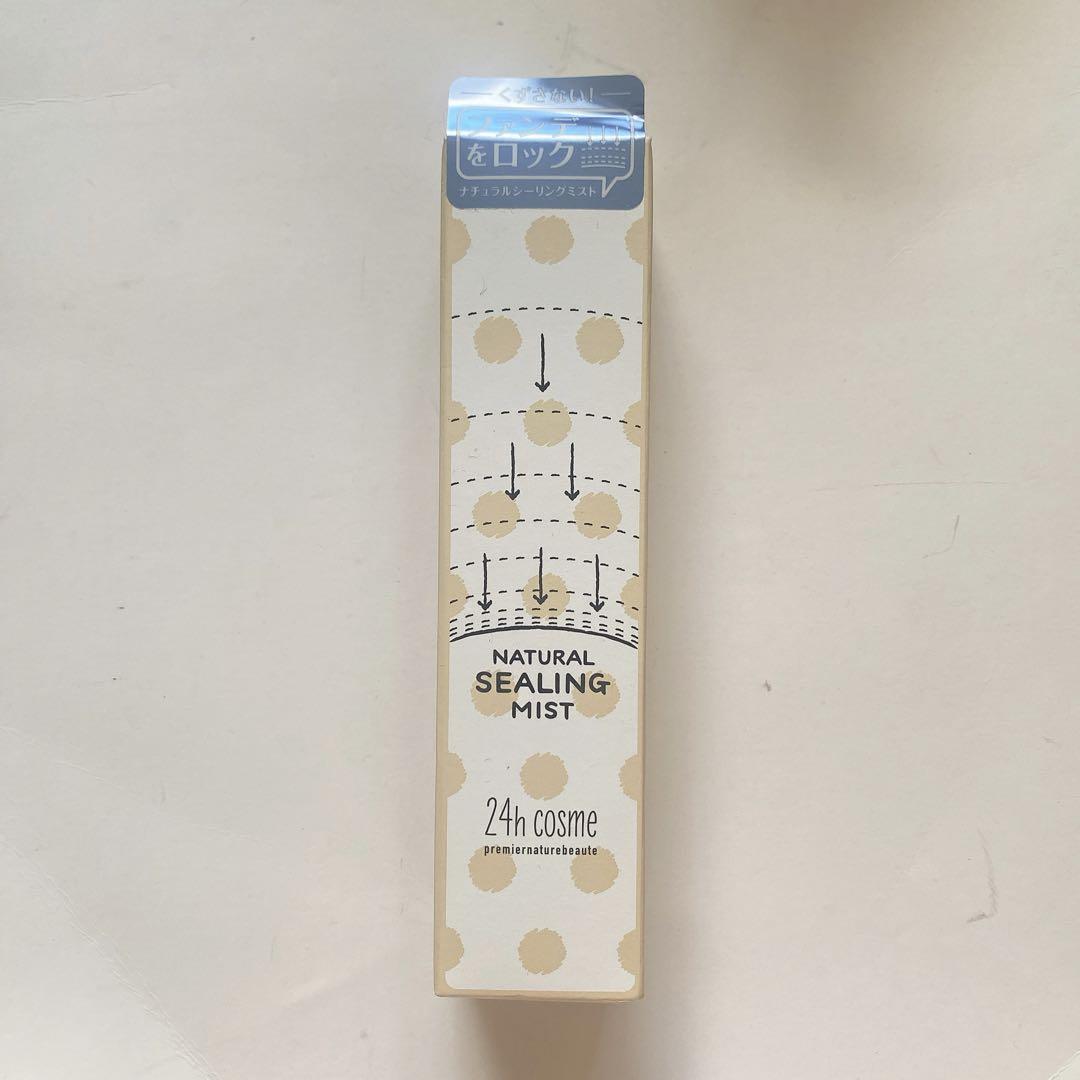 くずさない!
ファンデ
をロック
ナチュラルシーリングミスト
NATURAL
SEALING
MIST
24h cosme
premiernaturebeaute